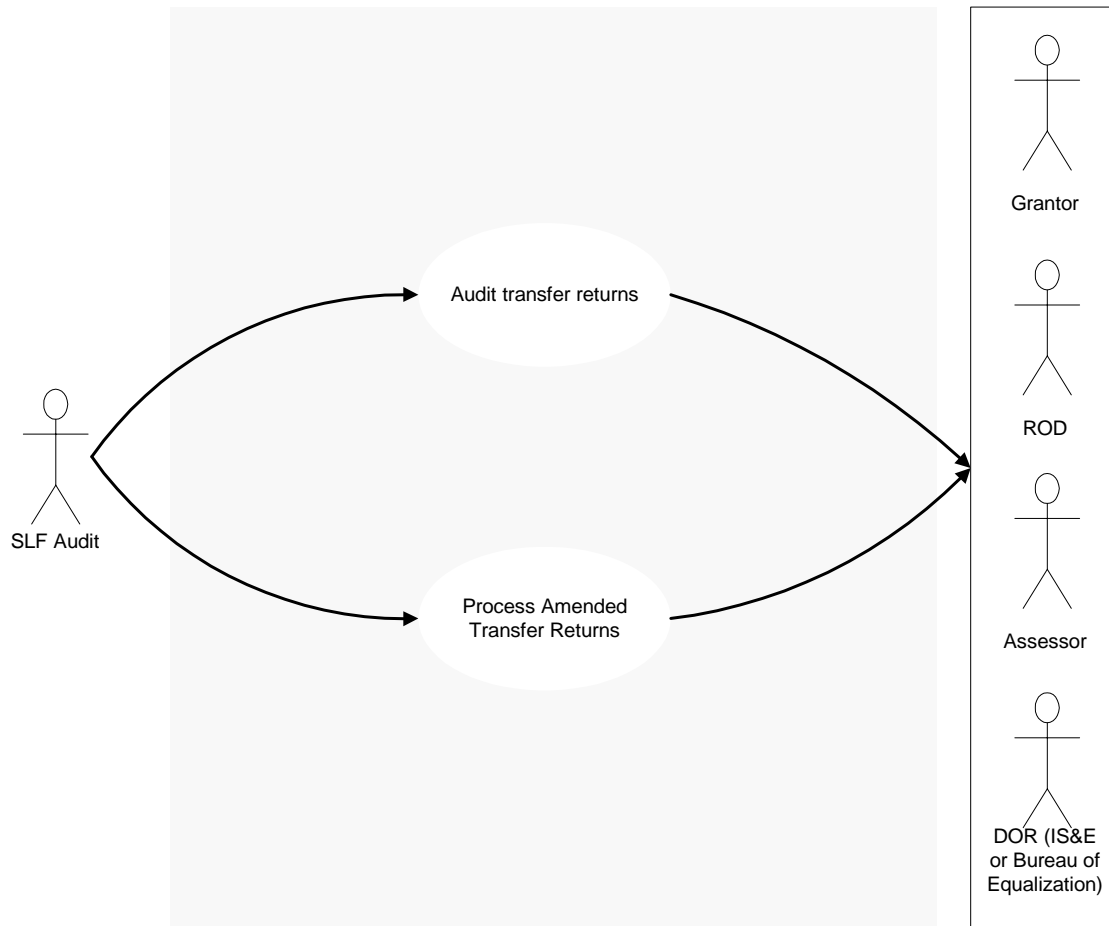 Grantor
Audit transfer returns
ROD
SLF Audit
Process Amended
Transfer Returns
Assessor
DOR (IS&E
or Bureau of
Equalization)